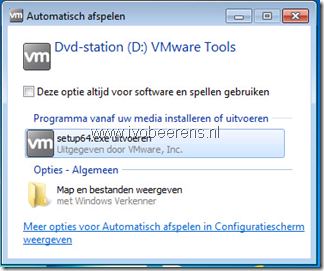 vm Automatisch afspelen
vm Dvd-station (D:) VMware Tools
Deze optie altijd voor software en spellen gebruiken
Programma vanaf uw media installeren of uitvoeren
www.ivobeerens.nl
vm setup64.exe uitvoeren
Uitgegeven door VMware, Inc.
Opties - Algemeen
Map en bestanden weergeven
met Windows Verkenner
Meer opties voor Automatisch afspelen in Configuratiescherm
weergeven